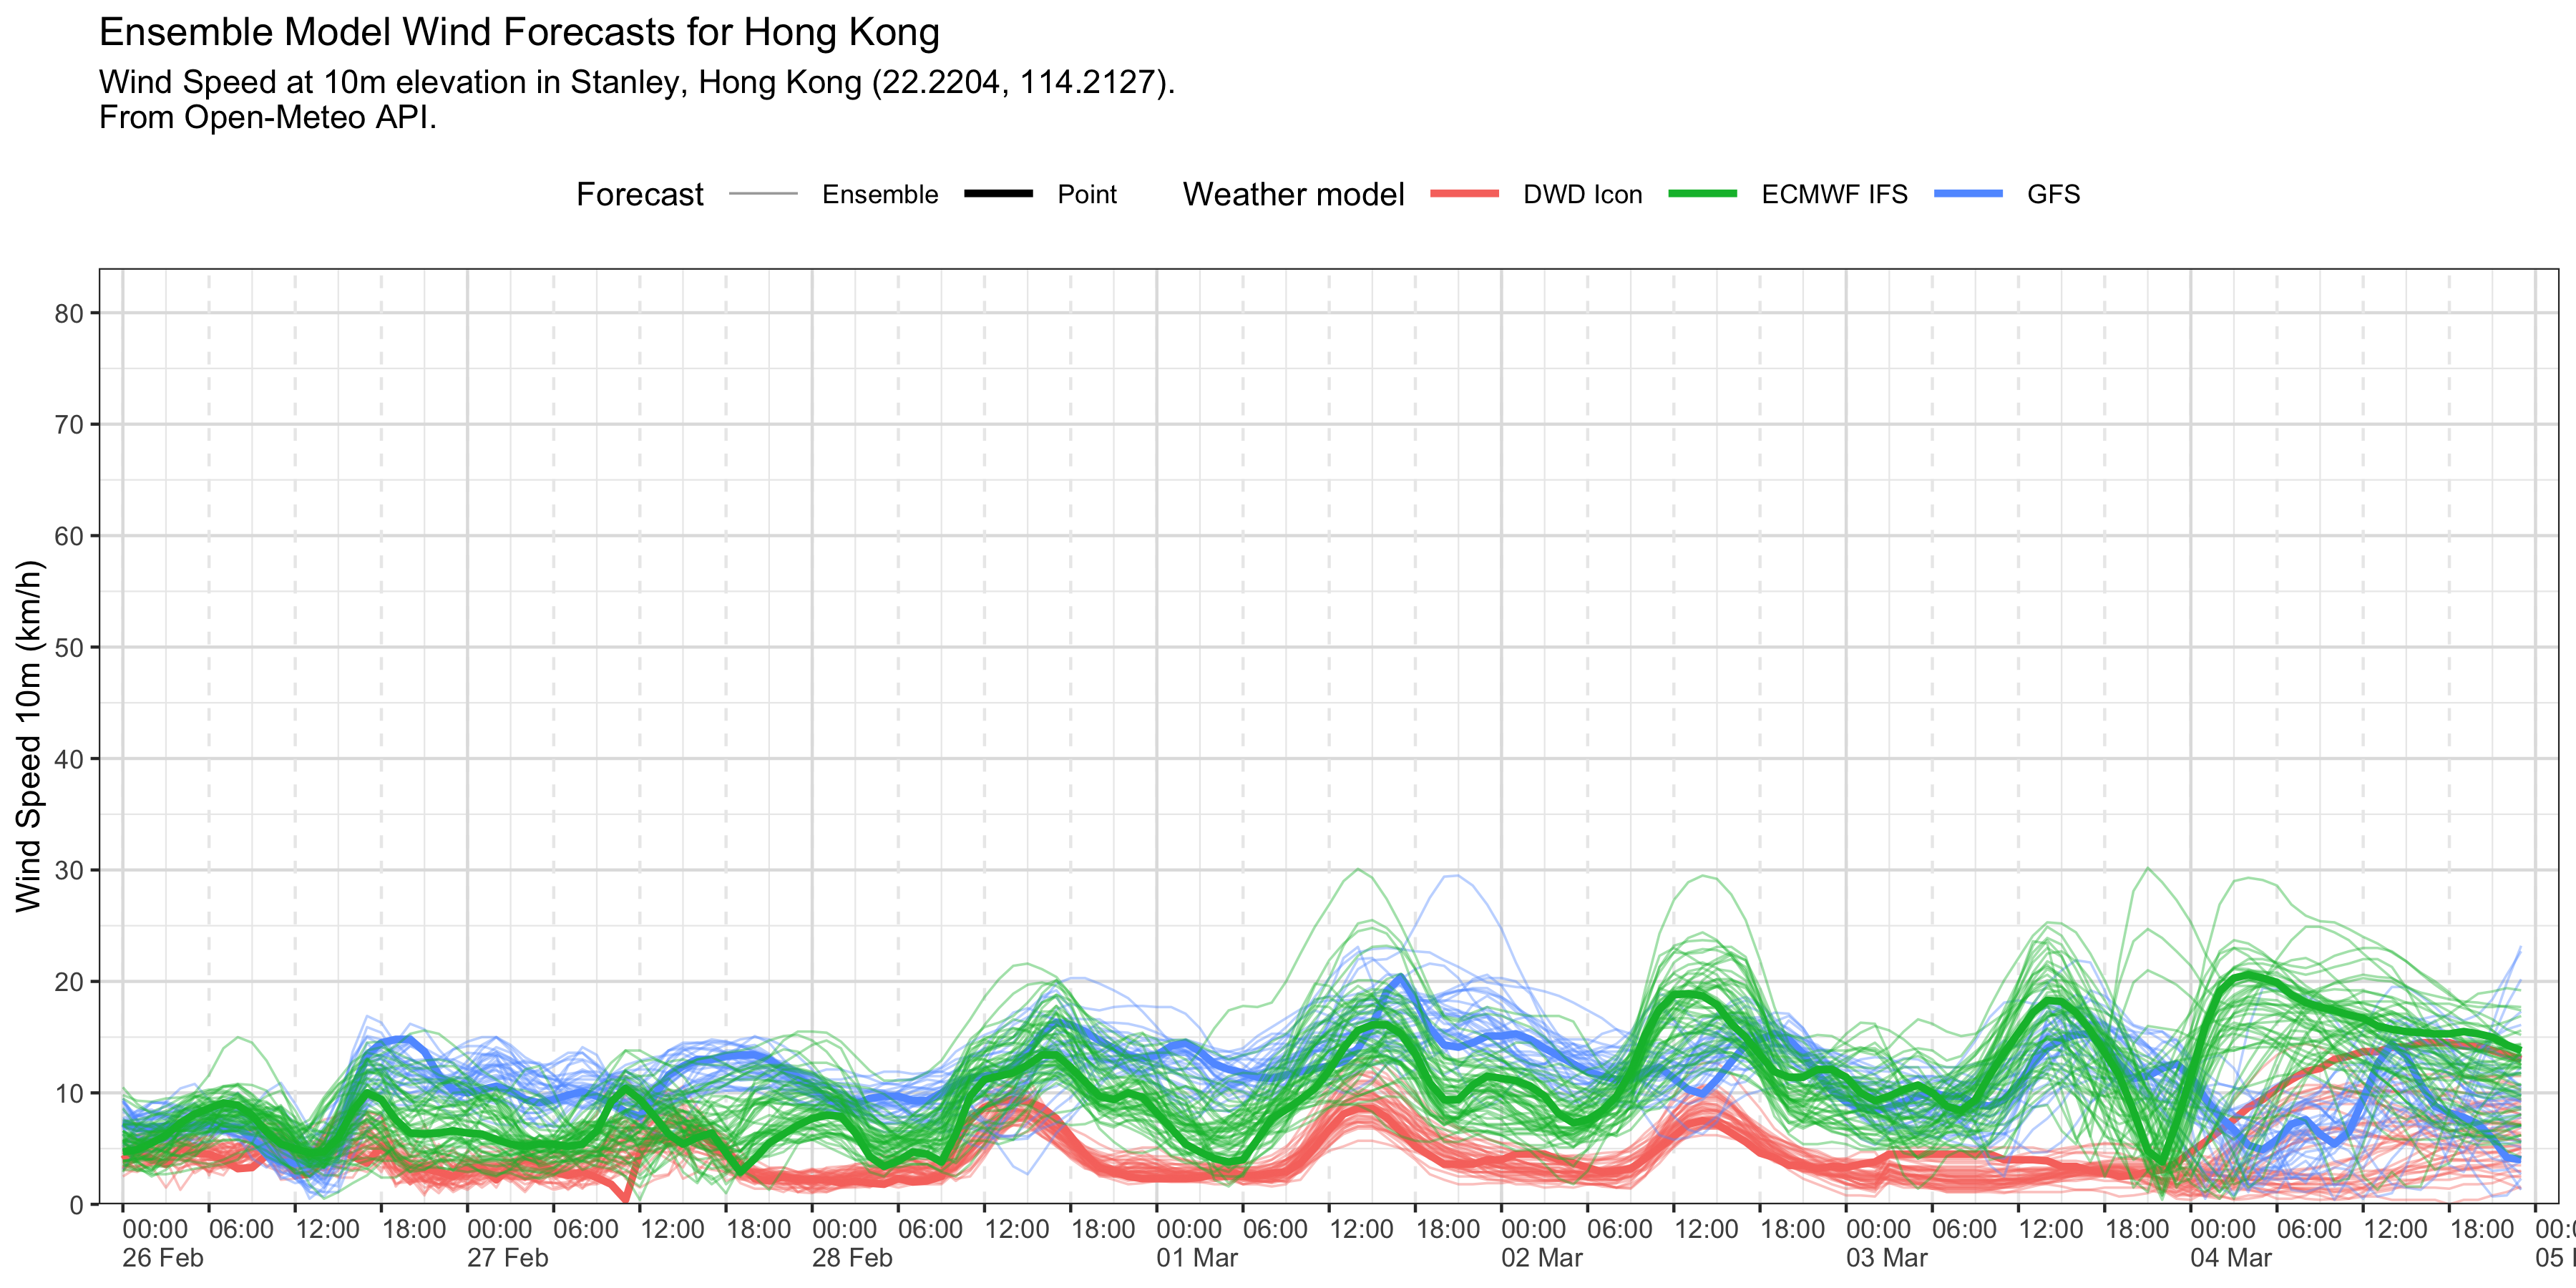 Ensemble Model Wind Forecasts for Hong Kong
Wind Speed at 10m elevation in Stanley, Hong Kong (22.2204, 114.2127).
From Open-Meteo API.
Forecast Ensemble Point Weather model DWD Icon ECMWF IFS GFS
Wind Speed 10m (km/h)
80
70
60
50
40
30
20
10
0
00:00 06:00 12:00 18:00 00:00 06:00 12:00 18:00 00:00 06:00 12:00 18:00 00:00 06:00 12:00 18:00 00:00 06:00 12:00 18:00 00:00 06:00 12:00 18:00 00:00 06:00 12:00 18:00
26 Feb 27 Feb 28 Feb 01 Mar 02 Mar 03 Mar 04 Mar 05